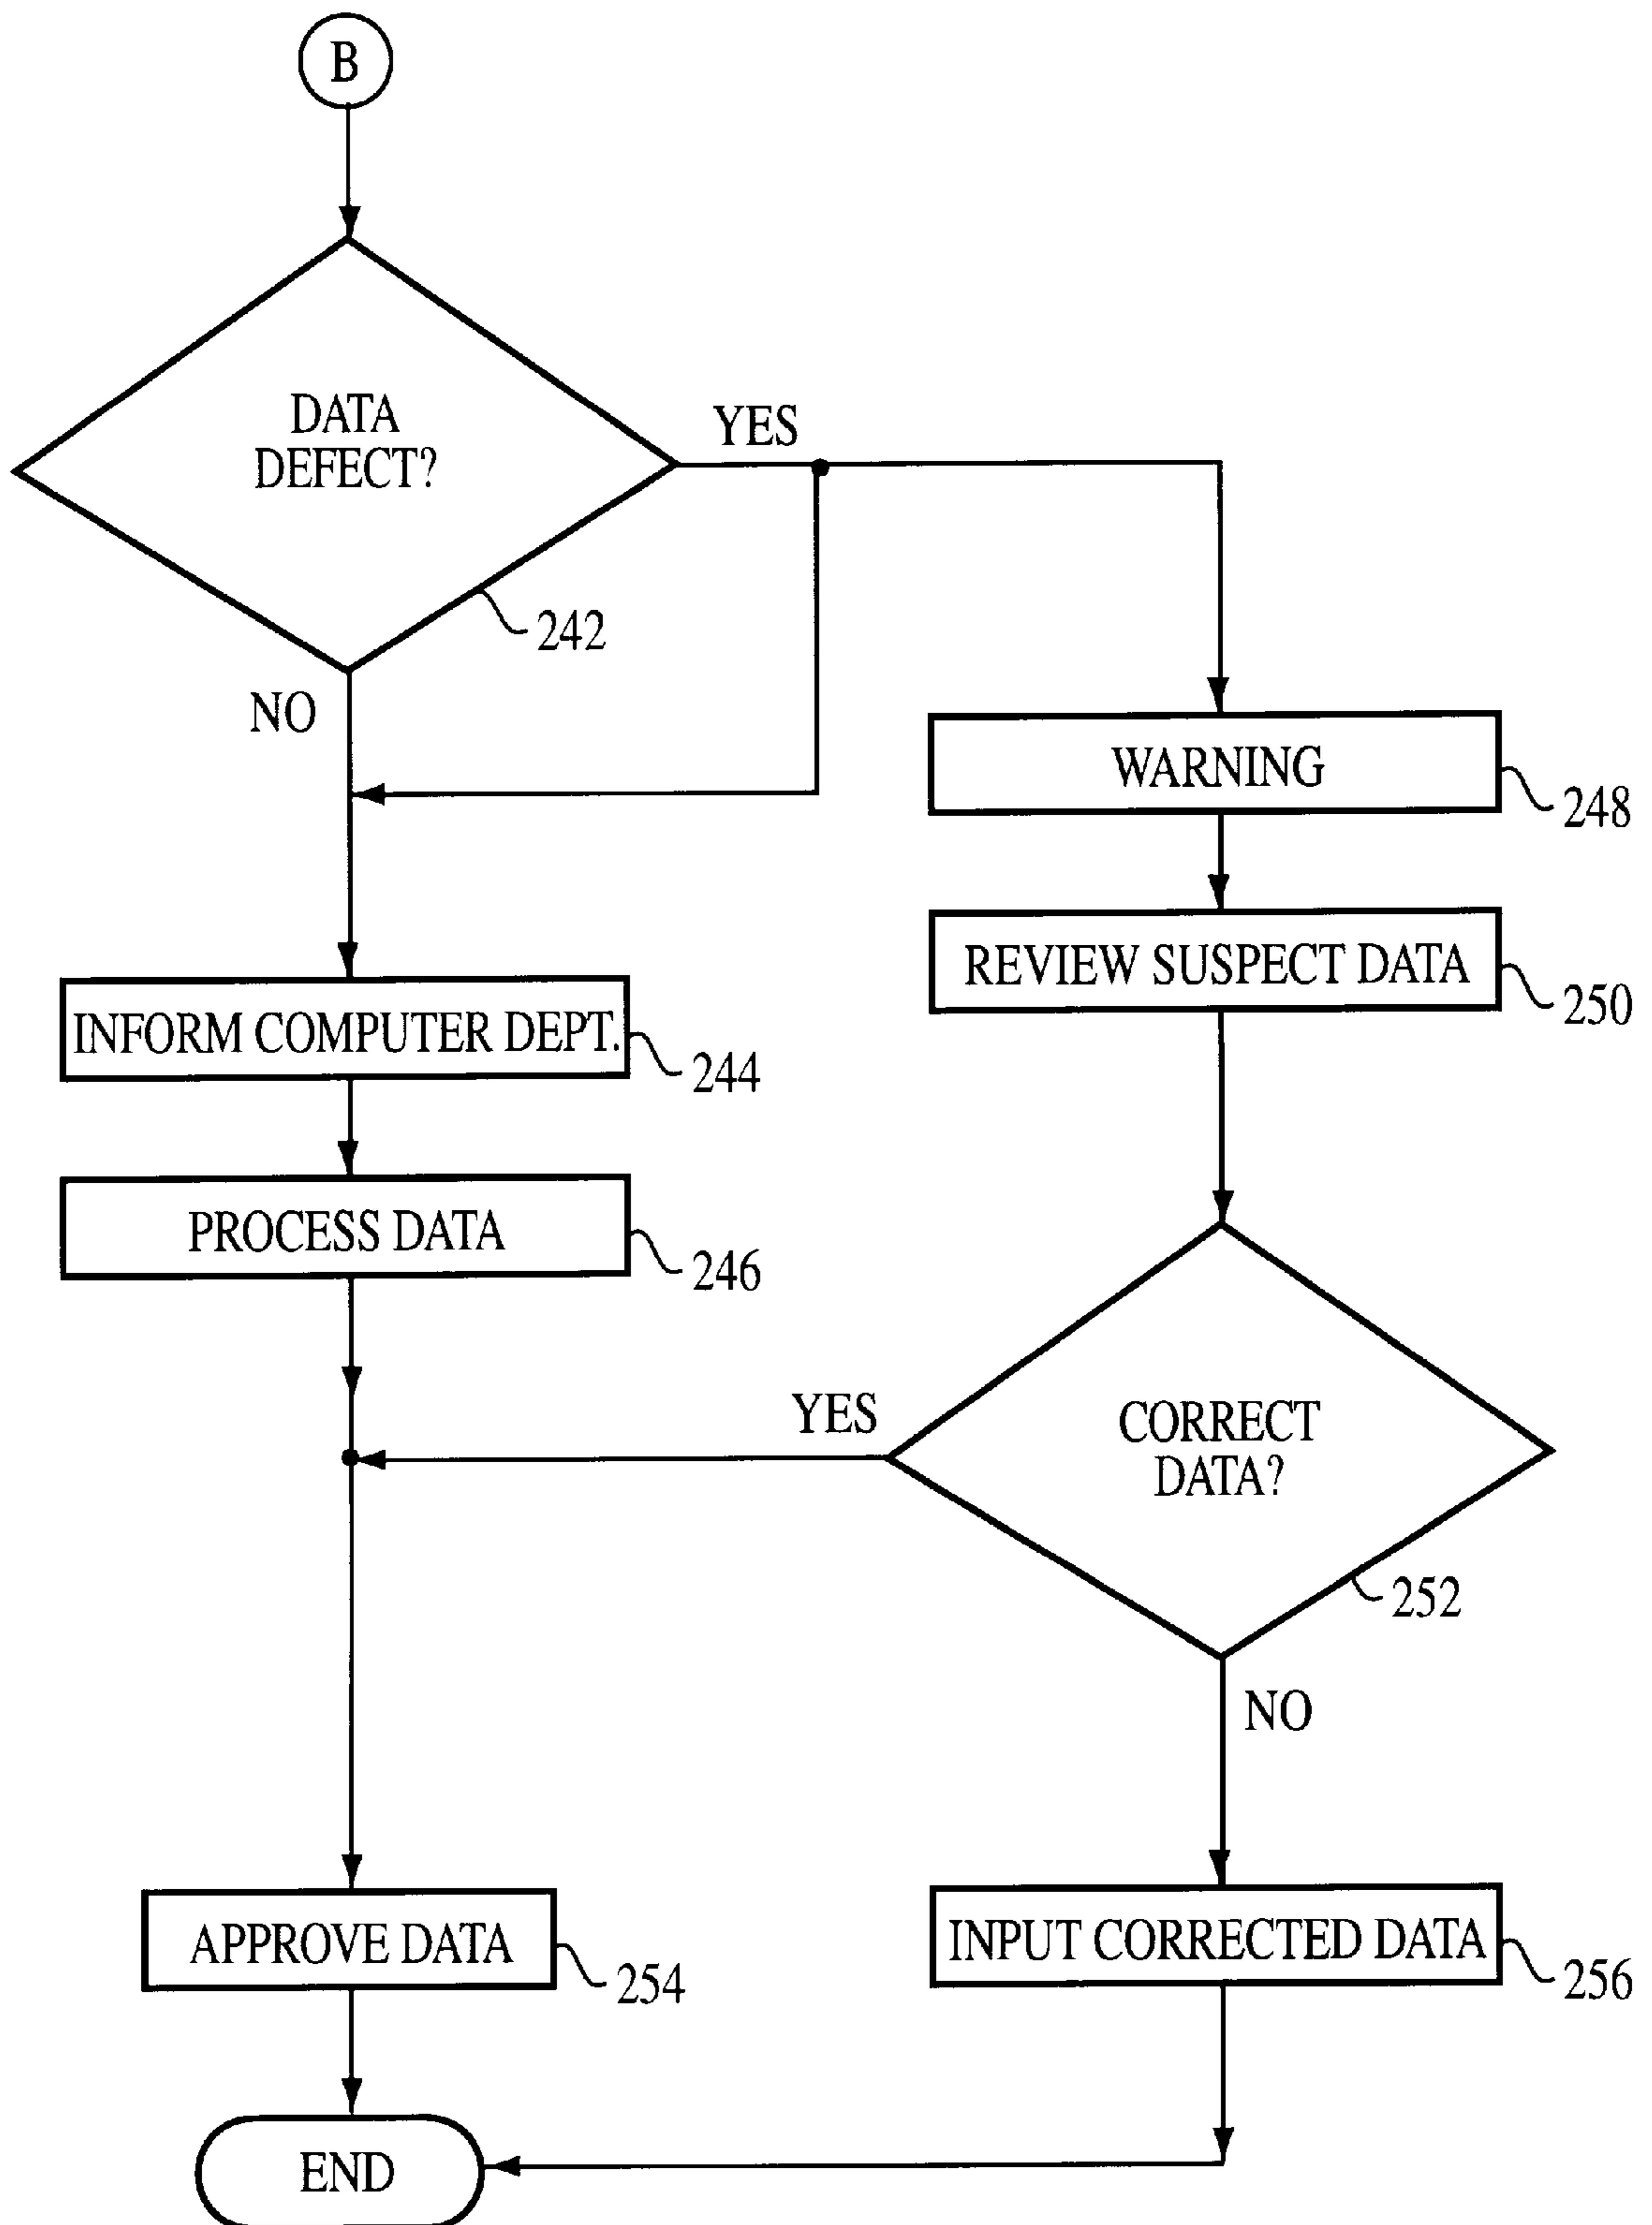 B
DATA
DEFECT?
YES
242
NO
WARNING
248
REVIEW SUSPECT DATA
250
INFORM COMPUTER DEPT.
244
PROCESS DATA
246
YES
CORRECT
DATA?
252
NO
APPROVE DATA
254
INPUT CORRECTED DATA
256
END